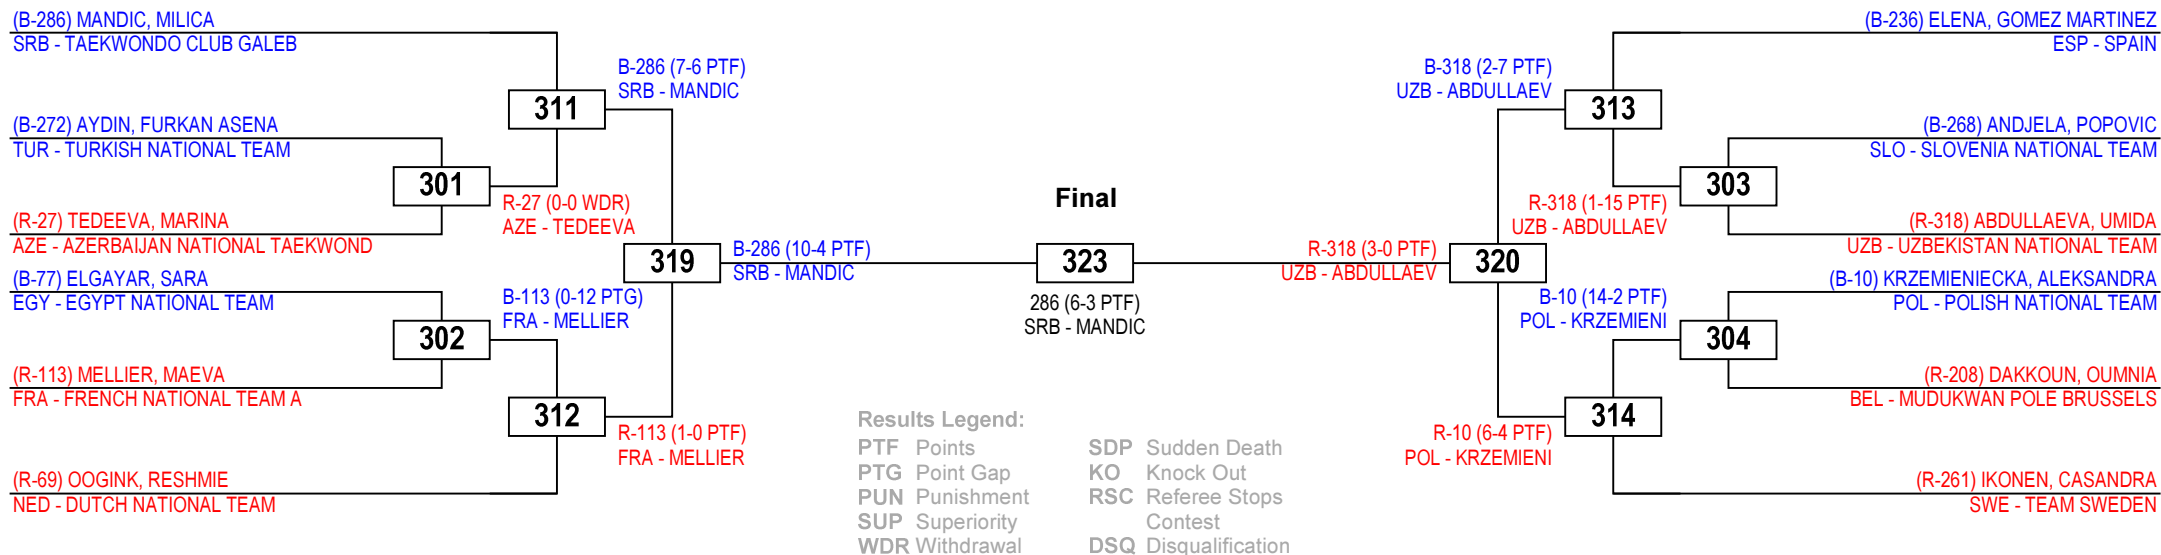 (B-286) MANDIC, MILICA
SRB - TAEKWONDO CLUB GALEB
(B-272) AYDIN, FURKAN ASENA
TUR - TURKISH NATIONAL TEAM
(R-27) TEDEEVA, MARINA
AZE - AZERBAIJAN NATIONAL TAEKWOND
(B-77) ELGAYAR, SARA
EGY - EGYPT NATIONAL TEAM
(R-113) MELLIER, MAEVA
FRA - FRENCH NATIONAL TEAM A
(R-69) OOGINK, RESHMIE
NED - DUTCH NATIONAL TEAM
301
302
R-27 (0-0 WDR)
AZE - TEDEEVA
B-113 (0-12 PTG)
FRA - MELLIER
311
312
B-286 (7-6 PTF)
SRB - MANDIC
R-113 (1-0 PTF)
FRA - MELLIER
319
B-286 (10-4 PTF)
SRB - MANDIC
Final
323
286 (6-3 PTF)
SRB - MANDIC
R-318 (3-0 PTF)
UZB - ABDULLAEV
320
B-318 (2-7 PTF)
UZB - ABDULLAEV
R-10 (6-4 PTF)
POL - KRZEMIENI
313
314
R-318 (1-15 PTF)
UZB - ABDULLAEV
B-10 (14-2 PTF)
POL - KRZEMIENI
303
304
(B-236) ELENA, GOMEZ MARTINEZ
ESP - SPAIN
(B-268) ANDJELA, POPOVIC
SLO - SLOVENIA NATIONAL TEAM
(R-318) ABDULLAEVA, UMIDA
UZB - UZBEKISTAN NATIONAL TEAM
(B-10) KRZEMIENIECKA, ALEKSANDRA
POL - POLISH NATIONAL TEAM
(R-208) DAKKOUN, OUMNIA
BEL - MUDUKWAN POLE BRUSSELS
(R-261) IKONEN, CASANDRA
SWE - TEAM SWEDEN
Results Legend:
PTF Points
PTG Point Gap
PUN Punishment
SUP Superiority
WDR Withdrawal
SDP Sudden Death
KO Knock Out
RSC Referee Stops
Contest
DSQ Disqualification